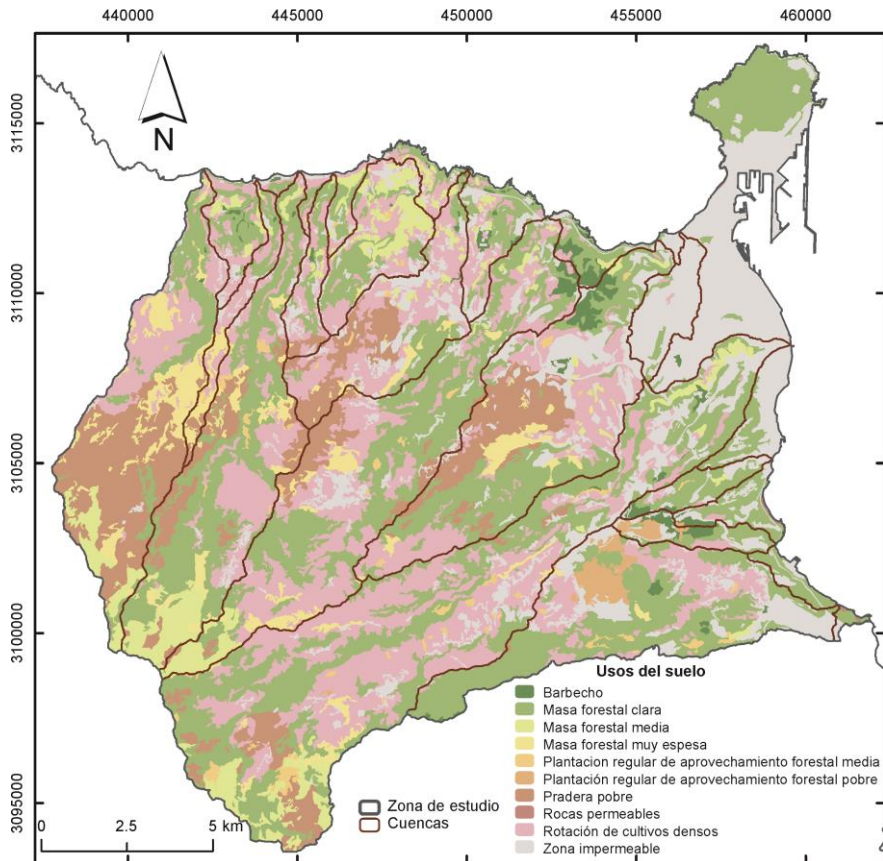 440000 445000 450000 455000 460000
3115000
N
3110000
3105000
3100000
3095000
Usos del suelo
Barbecho
Masa forestal clara
Masa forestal media
Masa forestal muy espesa
Plantacion regular de aprovechamiento forestal media
Plantación regular de aprovechamiento forestal pobre
Pradera pobre
Rocas permeables
Rotación de cultivos densos
Zona impermeable
Zona de estudio
Cuencas
0 2.5 5 km